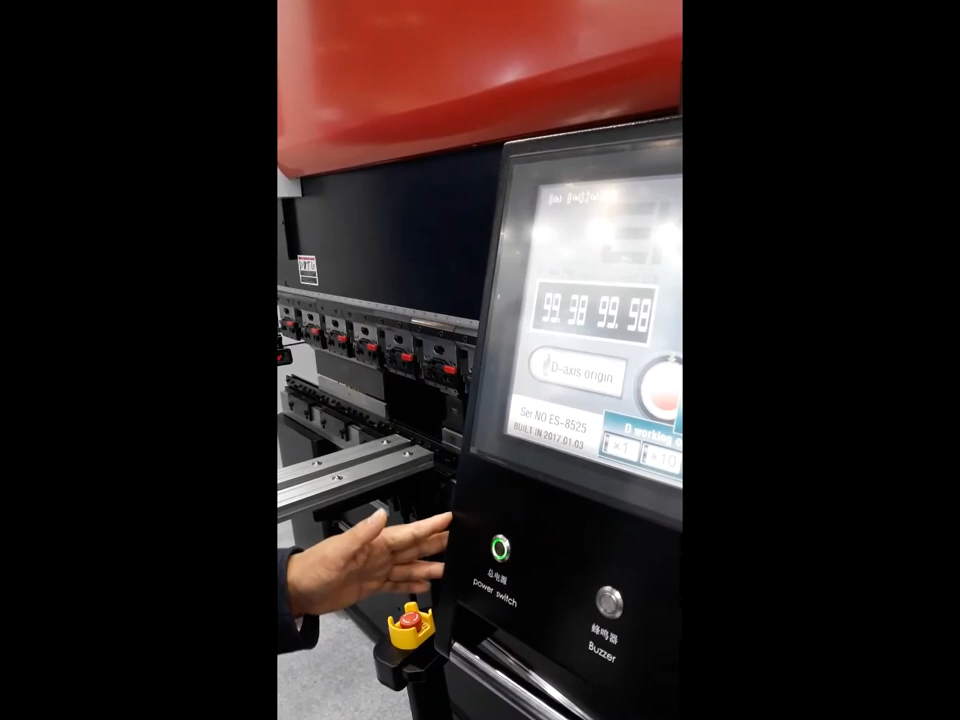 99.98 99.98
D-axis origin
Ser NO ES-8525
BUILT IN 2017.01.03
D working
×1
×10
总电源
power switch
蜂鸣器
Buzzer